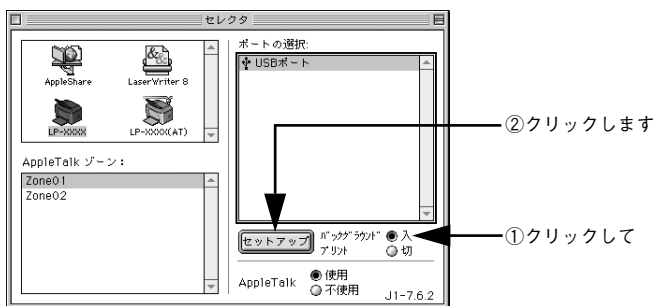 セレクタ
AppleShare
LaserWriter 8
LP-XXXX
LP-XXXX(AT)
AppleTalk ゾーン：
Zone01
Zone02
ポートの選択:
USBポート
セットアップ
ﾊﾞｯｸｸﾞﾗｳﾝﾄﾞ
ﾌﾟﾘﾝﾄ
入
切
AppleTalk
使用
不使用
J1-7.6.2
②クリックします
①クリックして